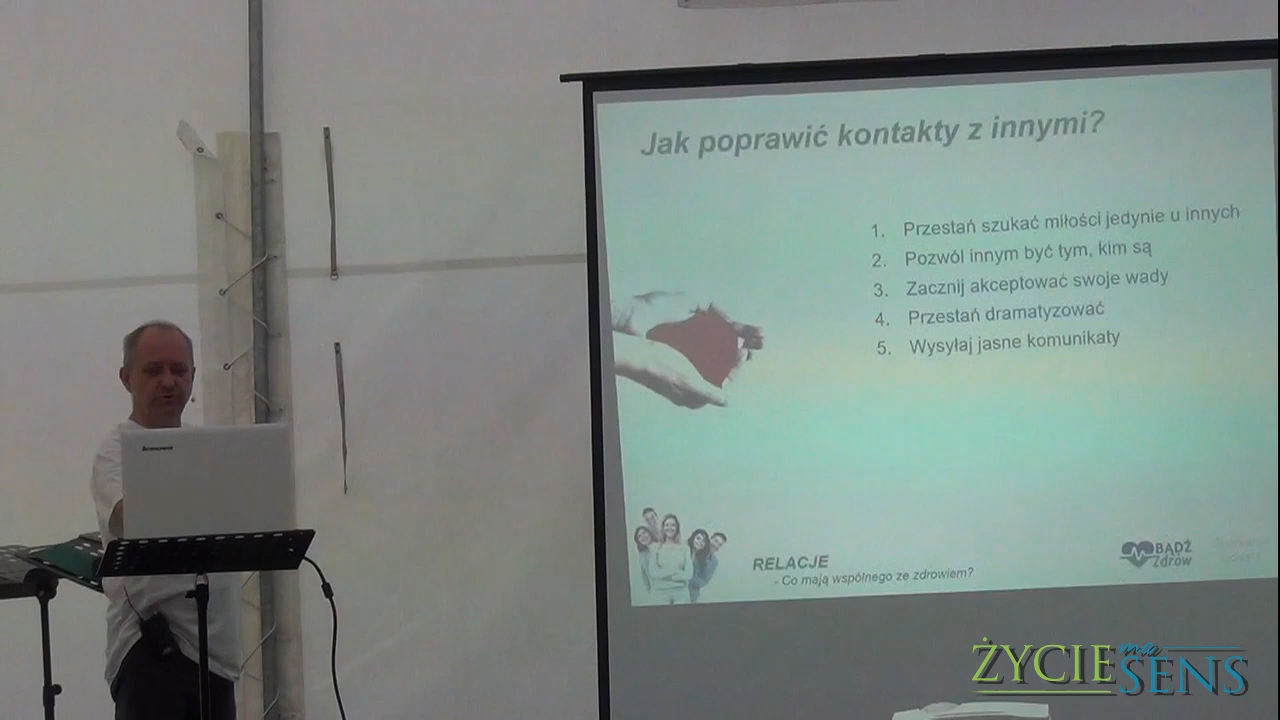 Jak poprawić kontakty z innymi?
1. Przestań szukać miłości jedynie u innych
2. Pozwól innym być tym, kim są
3. Zacznij akceptować swoje wady
4. Przestań dramatyzować
5. Wysyłaj jasne komunikaty
RELACJE
- Co mają wspólnego ze zdrowiem?
BĄDŹ
Zdrów
lenovo
ŻYCIE ma
SENS